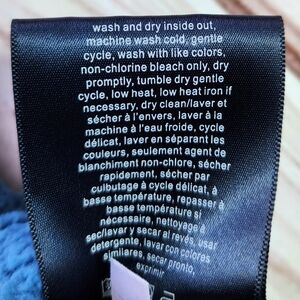 wash and dry inside out,
machine wash cold, gentle
cycle, wash with like colors,
non-chlorine bleach only, dry
promptly, tumble dry gentle
cycle, low heat, low heat iron if
necessary, dry clean/laver et
sécher à l'envers, laver à la
machine à l'eau froide, cycle
délicat, laver en séparant les
couleurs, seulement agent de
blanchiment non-chlore, sécher
rapidement, sécher par
culbutage à cycle délicat, à
basse température, repasser à
basse température si
nécessaire, nettoyage à
sec/lavar y secar al revés, usar
detergente, lavar con colores
similares, secar pronto,
exprimir